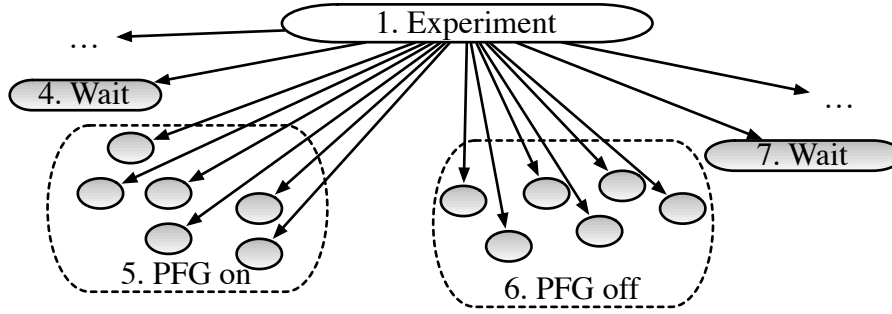 1. Experiment
…
4. Wait
…
7. Wait
5. PFG on
6. PFG off